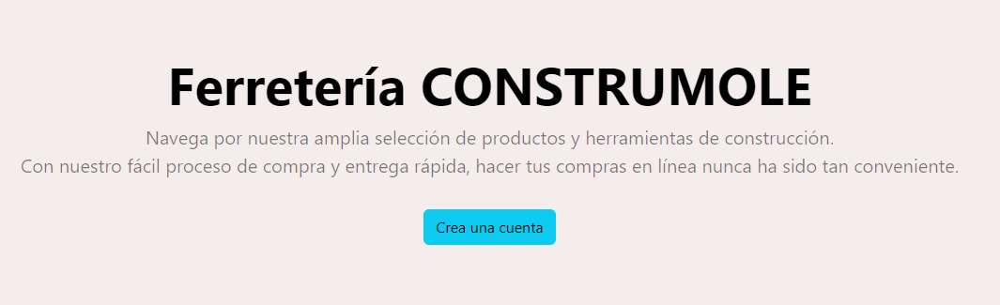 Ferretería CONSTRUMOLE
Navega por nuestra amplia selección de productos y herramientas de construcción.
Con nuestro fácil proceso de compra y entrega rápida, hacer tus compras en línea nunca ha sido tan conveniente.
Crea una cuenta